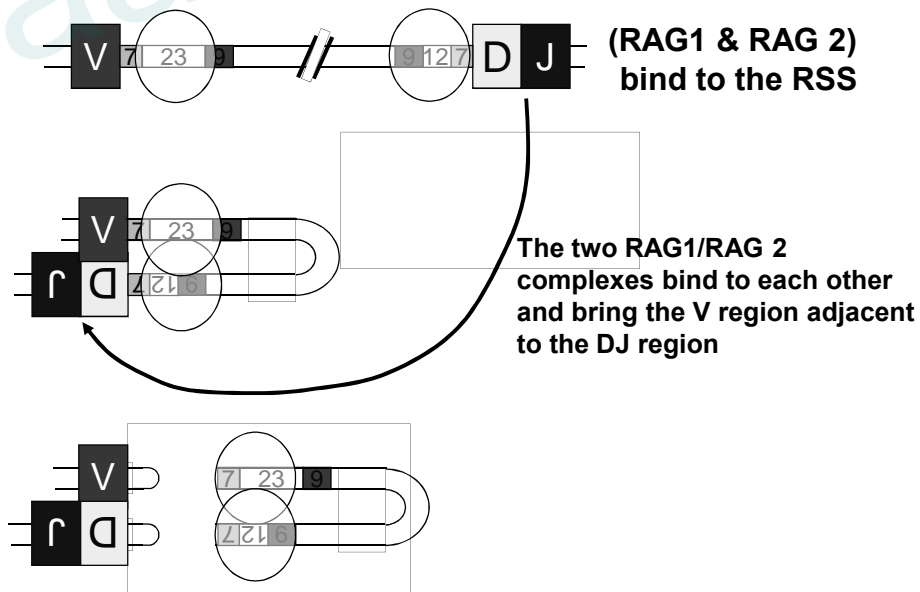 V 7 23 9 9 12 7 D J
(RAG1 & RAG 2)
bind to the RSS
V 7 23 9
J D 7 12 9
The two RAG1/RAG 2
complexes bind to each other
and bring the V region adjacent
to the DJ region
V 7 23 9
J D 7 12 9